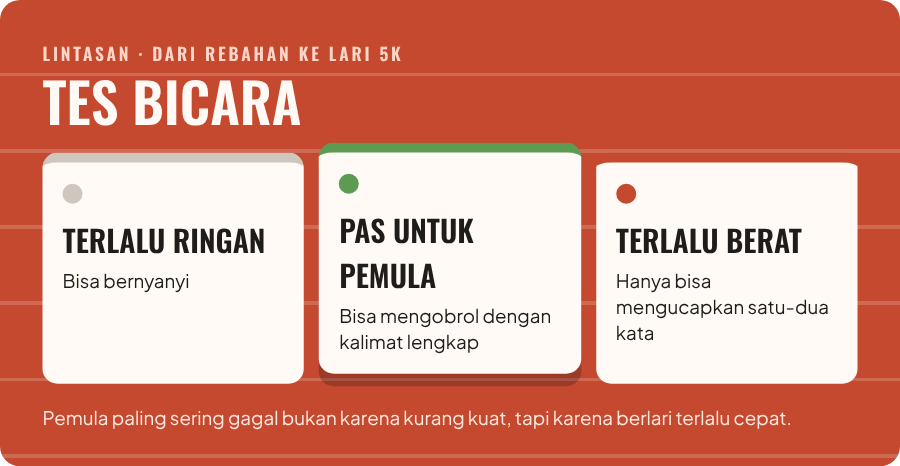 LINTASAN · DARI REBAHAN KE LARI 5K
TES BICARA
TERLALU RINGAN
Bisa bernyanyi
PAS UNTUK
PEMULA
Bisa mengobrol dengan
kalimat lengkap
TERLALU BERAT
Hanya bisa
mengucapkan satu-dua
kata
Pemula paling sering gagal bukan karena kurang kuat, tapi karena berlari terlalu cepat.